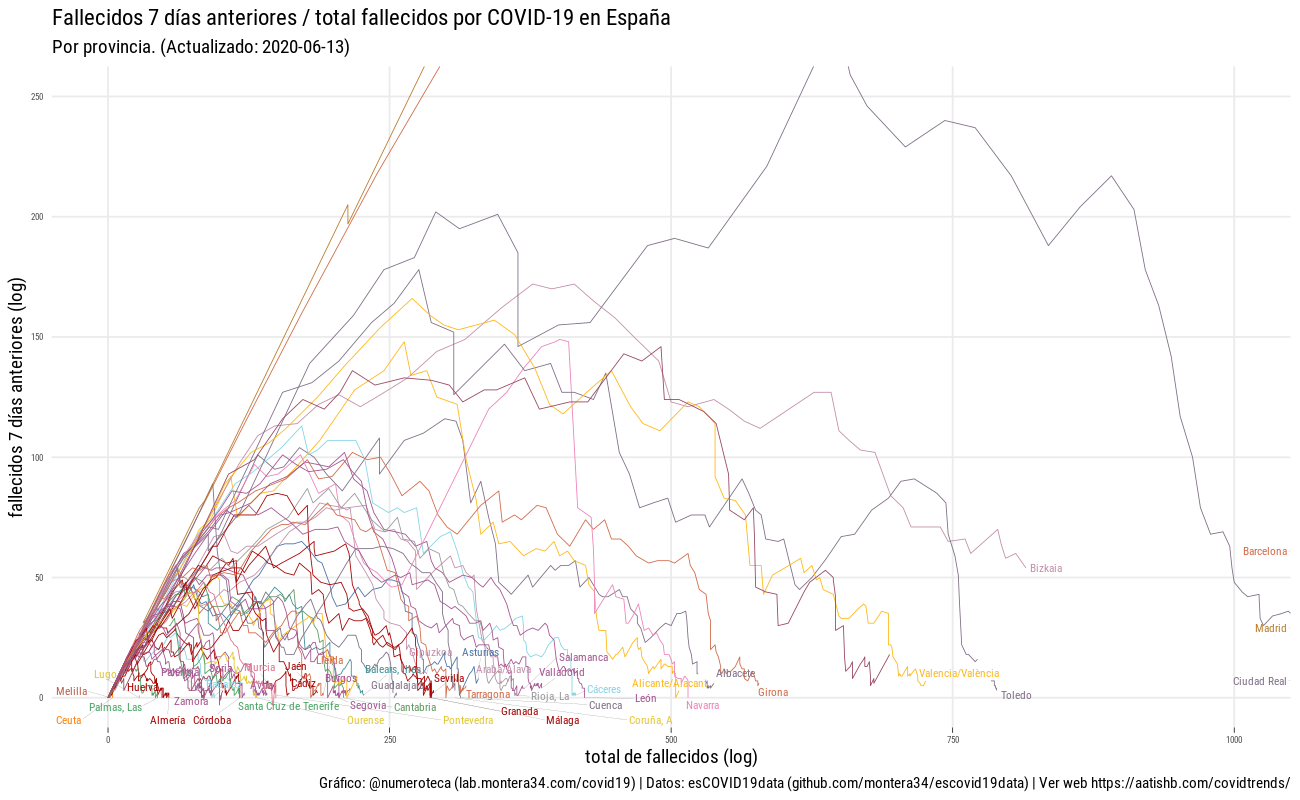 Fallecidos 7 días anteriores / total fallecidos por COVID-19 en España
Por provincia. (Actualizado: 2020-06-13)
fallecidos 7 días anteriores (log)
250
200
150
100
50
0
Barcelona
Bizkaia
Madrid
Gipuzkoa
Asturias
Salamanca
Murcia
Jaén
Lleida
Lugo
Soria
Baleares, Illes
Araba/Álava
Valladolid
Albacete
Valencia/València
Burgos
Sevilla
Ciudad Real
Huelva
Cádiz
Guadalajara
Alicante/Alacant
Melilla
Cáceres
Girona
Toledo
Zamora
Tarragona
Rioja, La
León
Palmas, Las
Santa Cruz de Tenerife
Segovia
Cantabria
Cuenca
Navarra
Granada
Ceuta
Almería
Córdoba
Ourense
Pontevedra
Málaga
Coruña, A
0
250
500
750
1000
total de fallecidos (log)
Gráfico: @numeroteca (lab.montera34.com/covid19) | Datos: esCOVID19data (github.com/montera34/escovid19data) | Ver web https://aatishb.com/covidtrends/